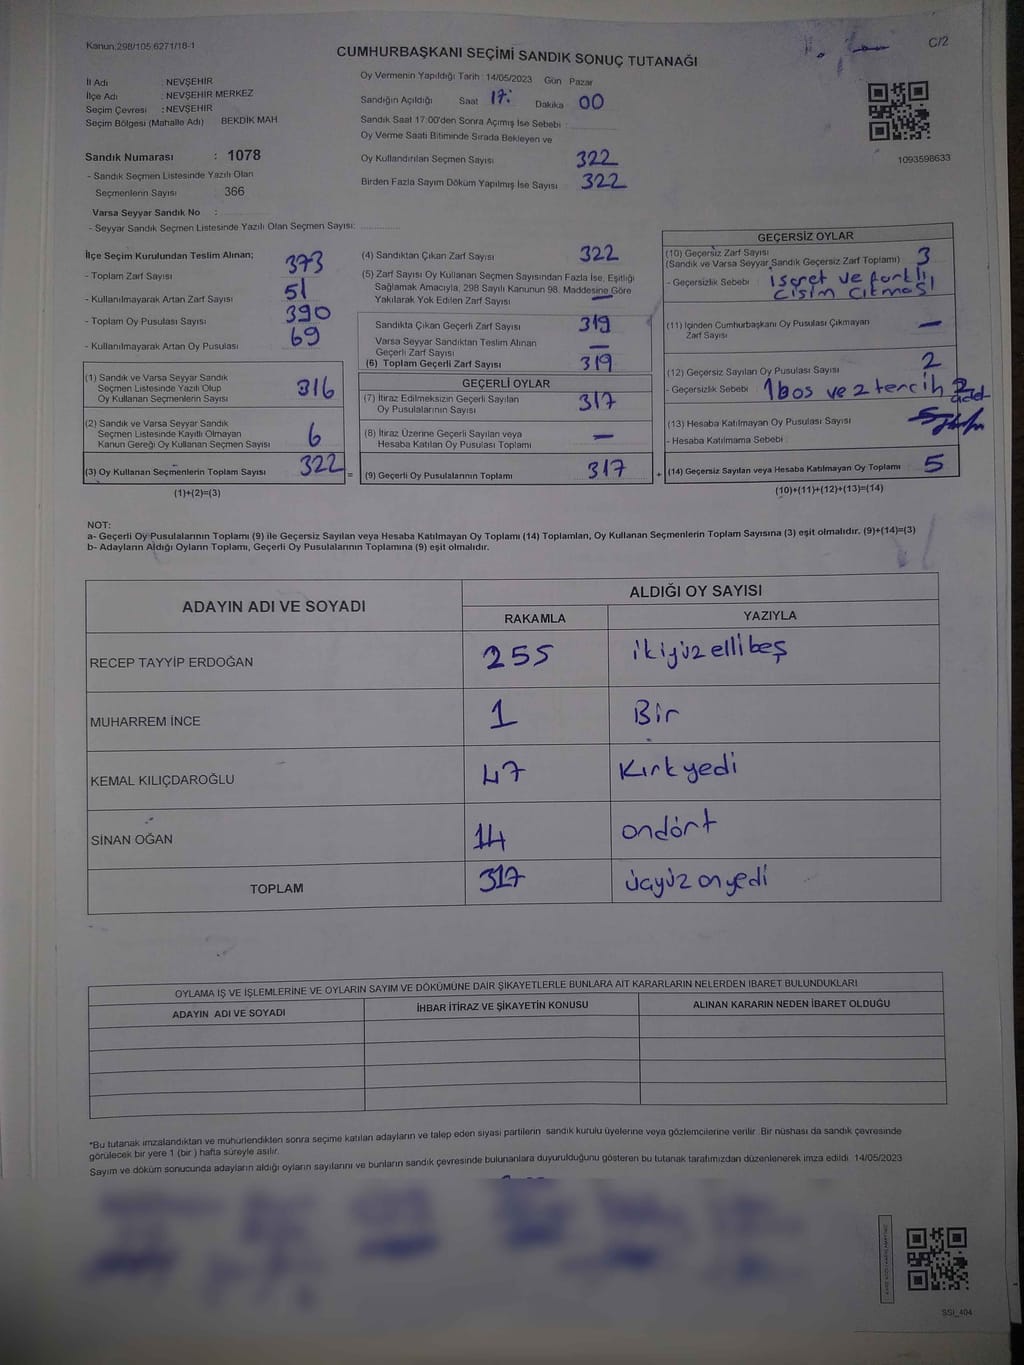 Kanun.298/105.6271/18-1
C/2
CUMHURBAŞKANI SEÇİMİ SANDIK SONUÇ TUTANAĞI
İl Adı : NEVŞEHİR
İlçe Adı : NEVŞEHİR MERKEZ
Seçim Çevresi : NEVŞEHİR
Seçim Bölgesi (Mahalle Adı) BEKDİK MAH
Sandık Numarası : 1078
- Sandık Seçmen Listesinde Yazılı Olan
Seçmenlerin Sayısı 366
Varsa Seyyar Sandık No :
- Seyyar Sandık Seçmen Listesinde Yazılı Olan Seçmen Sayısı:
Oy Vermenin Yapıldığı Tarih : 14/05/2023 Gün Pazar
Sandığın Açıldığı Saat 17: Dakika 00
Sandık Saat 17:00'den Sonra Açımış İse Sebebi :
Oy Verme Saati Bitiminde Sırada Bekleyen ve
Oy Kullandırılan Seçmen Sayısı 322
Birden Fazla Sayım Döküm Yapılmış İse Sayısı 322
1093598633
İlçe Seçim Kurulundan Teslim Alınan;
- Toplam Zarf Sayısı 373
- Kullanılmayarak Artan Zarf Sayısı 51
- Toplam Oy Pusulası Sayısı 390
- Kullanılmayarak Artan Oy Pusulası 69
(1) Sandık ve Varsa Seyyar Sandık
Seçmen Listesinde Yazılı Olup
Oy Kullanan Seçmenlerin Sayısı 316
(2) Sandık ve Varsa Seyyar Sandık
Seçmen Listesinde Kayıtlı Olmayan
Kanun Gereği Oy Kullanan Seçmen Sayısı 6
(3) Oy Kullanan Seçmenlerin Toplam Sayısı 322
(1)+(2)=(3)
(4) Sandıktan Çıkan Zarf Sayısı 322
(5) Zarf Sayısı Oy Kullanan Seçmen Sayısından Fazla İse, Eşitliği
Sağlamak Amacıyla, 298 Sayılı Kanunun 98. Maddesine Göre
Yakılarak Yok Edilen Zarf Sayısı —
Sandıkta Çıkan Geçerli Zarf Sayısı 319
Varsa Seyyar Sandıktan Teslim Alınan
Geçerli Zarf Sayısı —
(6) Toplam Geçerli Zarf Sayısı 319
GEÇERLİ OYLAR
(7) İtiraz Edilmeksizin Geçerli Sayılan
Oy Pusulalarının Sayısı 317
(8) İtiraz Üzerine Geçerli Sayılan veya
Hesaba Katılan Oy Pusulası Toplamı —
= (9) Geçerli Oy Pusulalarının Toplamı 317
GEÇERSİZ OYLAR
(10) Geçersiz Zarf Sayısı
(Sandık ve Varsa Seyyar Sandık Geçersiz Zarf Toplamı) 3
- Geçersizlik Sebebi : işaret ve farklı
cisim çıkması
(11) İçinden Cumhurbaşkanı Oy Pusulası Çıkmayan
Zarf Sayısı —
(12) Geçersiz Sayılan Oy Pusulası Sayısı 2
- Geçersizlik Sebebi : 1 boş ve 2 tercih
(13) Hesaba Katılmayan Oy Pusulası Sayısı
- Hesaba Katılmama Sebebi
+ (14) Geçersiz Sayılan veya Hesaba Katılmayan Oy Toplamı 5
(10)+(11)+(12)+(13)=(14)
NOT:
a- Geçerli Oy Pusulalarının Toplamı (9) ile Geçersiz Sayılan veya Hesaba Katılmayan Oy Toplamı (14) Toplamları, Oy Kullanan Seçmenlerin Toplam Sayısına (3) eşit olmalıdır. (9)+(14)=(3)
b- Adayların Aldığı Oyların Toplamı, Geçerli Oy Pusulalarının Toplamına (9) eşit olmalıdır.
ADAYIN ADI VE SOYADI
ALDIĞI OY SAYISI
RAKAMLA YAZIYLA
RECEP TAYYİP ERDOĞAN 255 ikiyüzellibeş
MUHARREM İNCE 1 Bir
KEMAL KILIÇDAROĞLU 47 Kırkyedi
SİNAN OĞAN 14 ondört
TOPLAM 317 üçyüz onyedi
OYLAMA İŞ VE İŞLEMLERİNE VE OYLARIN SAYIM VE DÖKÜMÜNE DAİR ŞİKAYETLERLE BUNLARA AİT KARARLARIN NELERDEN İBARET BULUNDUKLARI
ADAYIN ADI VE SOYADI İHBAR İTİRAZ VE ŞİKAYETİN KONUSU ALINAN KARARIN NEDEN İBARET OLDUĞU
*Bu tutanak imzalandıktan ve mühürlendikten sonra seçime katılan adayların ve talep eden siyasi partilerin sandık kurulu üyelerine veya gözlemcilerine verilir. Bir nüshası da sandık çevresinde
görülecek bir yere 1 (bir ) hafta süreyle asılır.
Sayım ve döküm sonucunda adayların aldığı oyların sayılarını ve bunların sandık çevresinde bulunanlara duyurulduğunu gösteren bu tutanak tarafımızdan düzenlenerek imza edildi. 14/05/2023
SSI_404